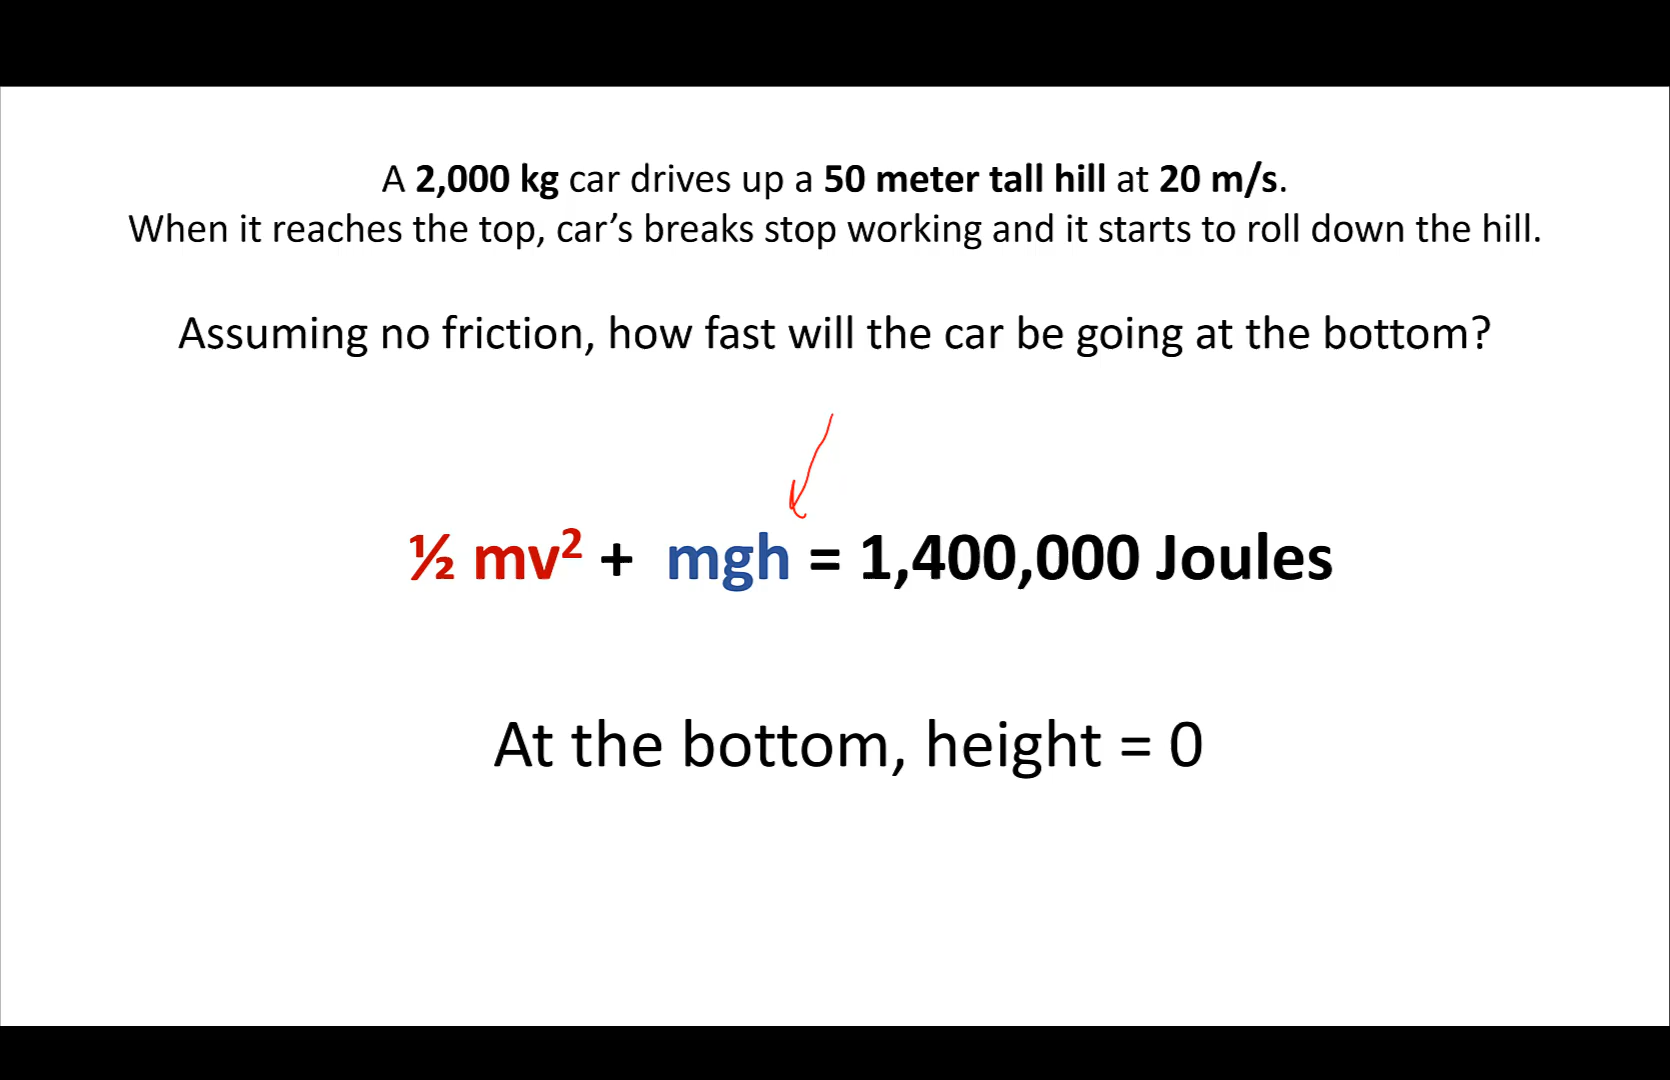 A 2,000 kg car drives up a 50 meter tall hill at 20 m/s.
When it reaches the top, car’s breaks stop working and it starts to roll down the hill.
Assuming no friction, how fast will the car be going at the bottom?
½ mv² + mgh = 1,400,000 Joules
At the bottom, height = 0